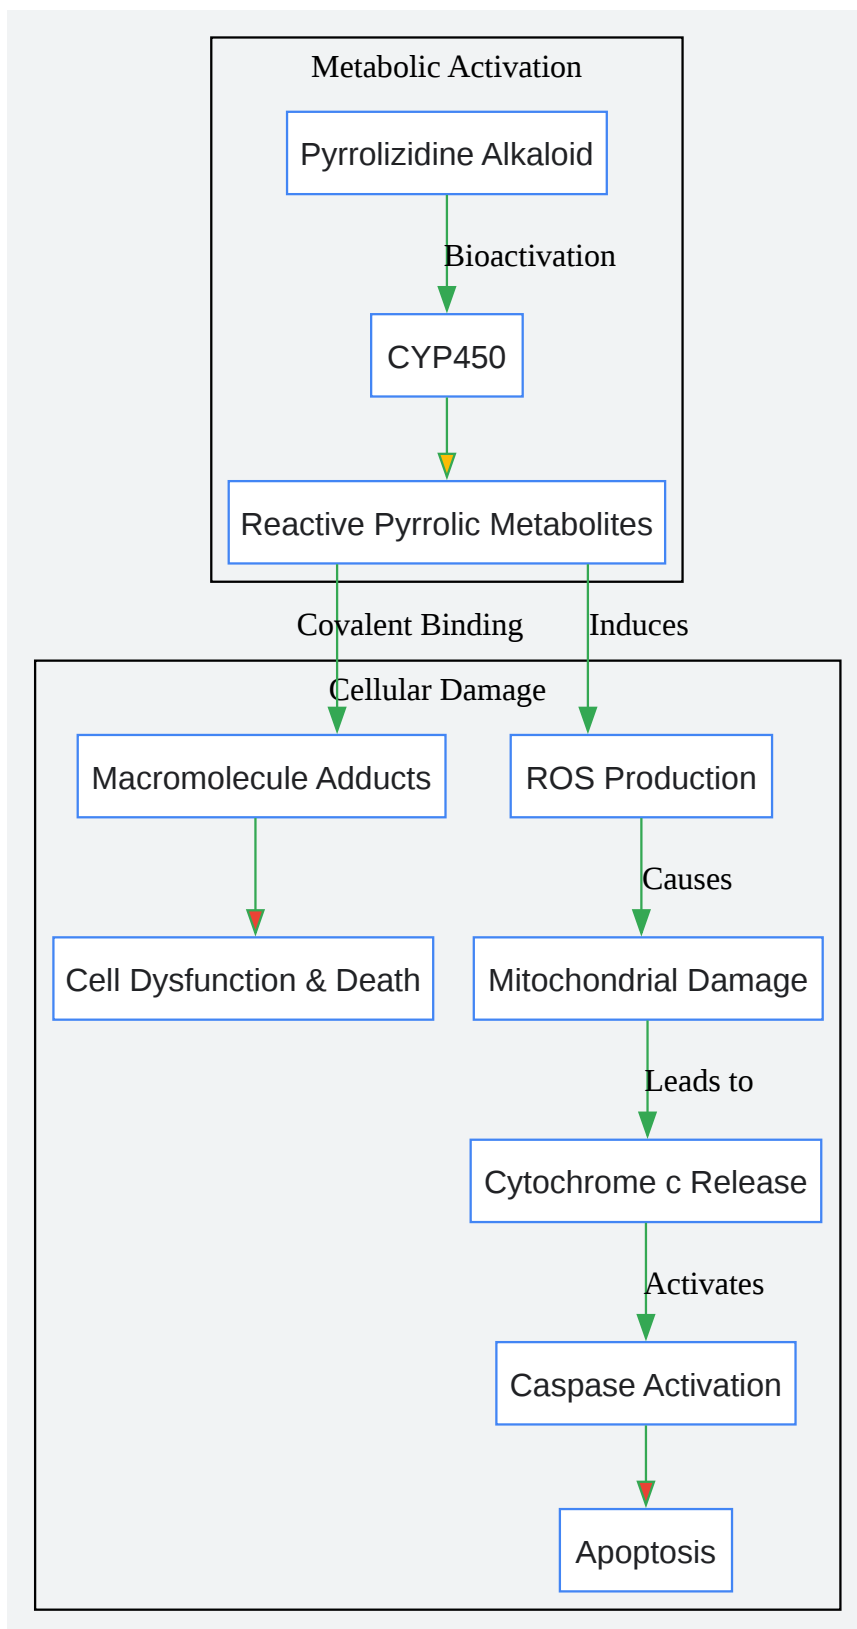 Metabolic Activation
Pyrrolizidine Alkaloid
Bioactivation
CYP450
Reactive Pyrrolic Metabolites
Covalent Binding
Induces
Cellular Damage
Macromolecule Adducts
ROS Production
Causes
Cell Dysfunction & Death
Mitochondrial Damage
Leads to
Cytochrome c Release
Activates
Caspase Activation
Apoptosis